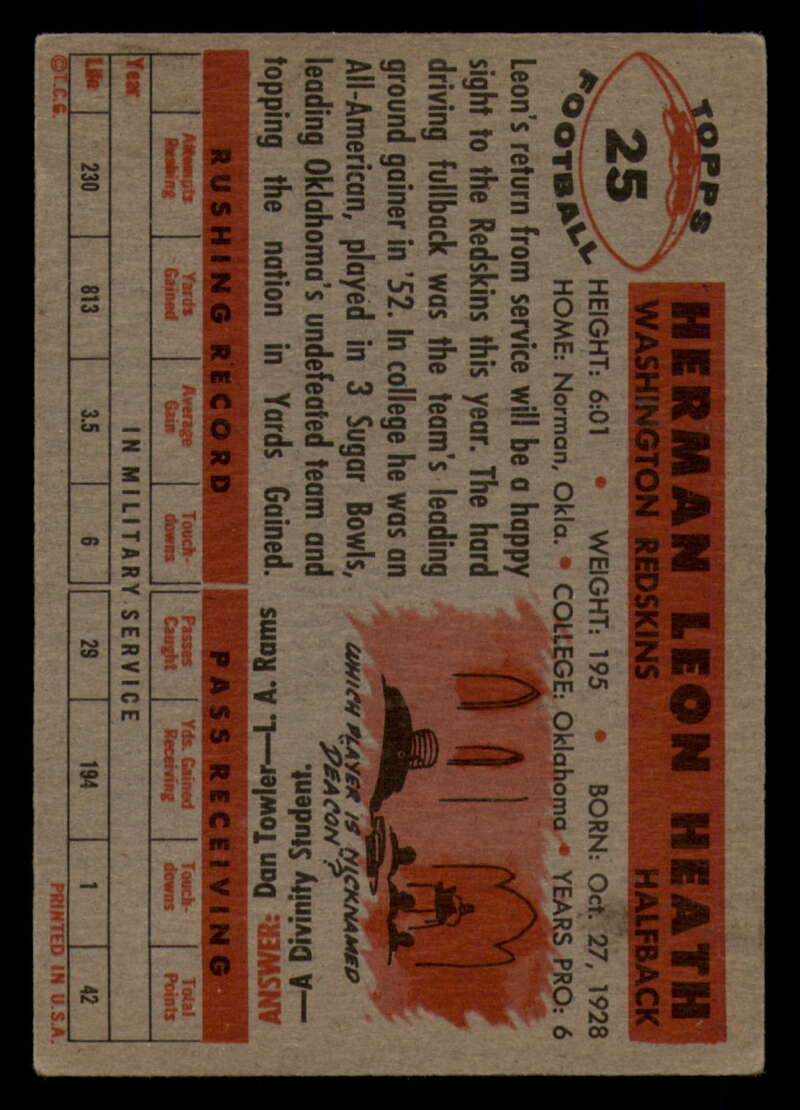 TOPPS
25
FOOTBALL
HERMAN LEON HEATH
WASHINGTON REDSKINS HALFBACK
HEIGHT: 6:01 • WEIGHT: 195 • BORN: Oct. 27, 1928
HOME: Norman, Okla. • COLLEGE: Oklahoma • YEARS PRO: 6
Leon's return from service will be a happy
sight to the Redskins this year. The hard
driving fullback was the team's leading
ground gainer in '52. In college he was an
All-American, played in 3 Sugar Bowls,
leading Oklahoma's undefeated team and
topping the nation in Yards Gained.
WHICH PLAYER IS NICKNAMED
DEACON?
ANSWER: Dan Towler—L. A. Rams
—A Divinity Student.
RUSHING RECORD PASS RECEIVING
Attempts Rushing Yards Gained Average Gain Touch-downs Passes Caught Yds. Gained Receiving Touch-downs Total Points
Year IN MILITARY SERVICE
Life 230 813 3.5 6 29 194 1 42
©T.C.G. PRINTED IN U.S.A.